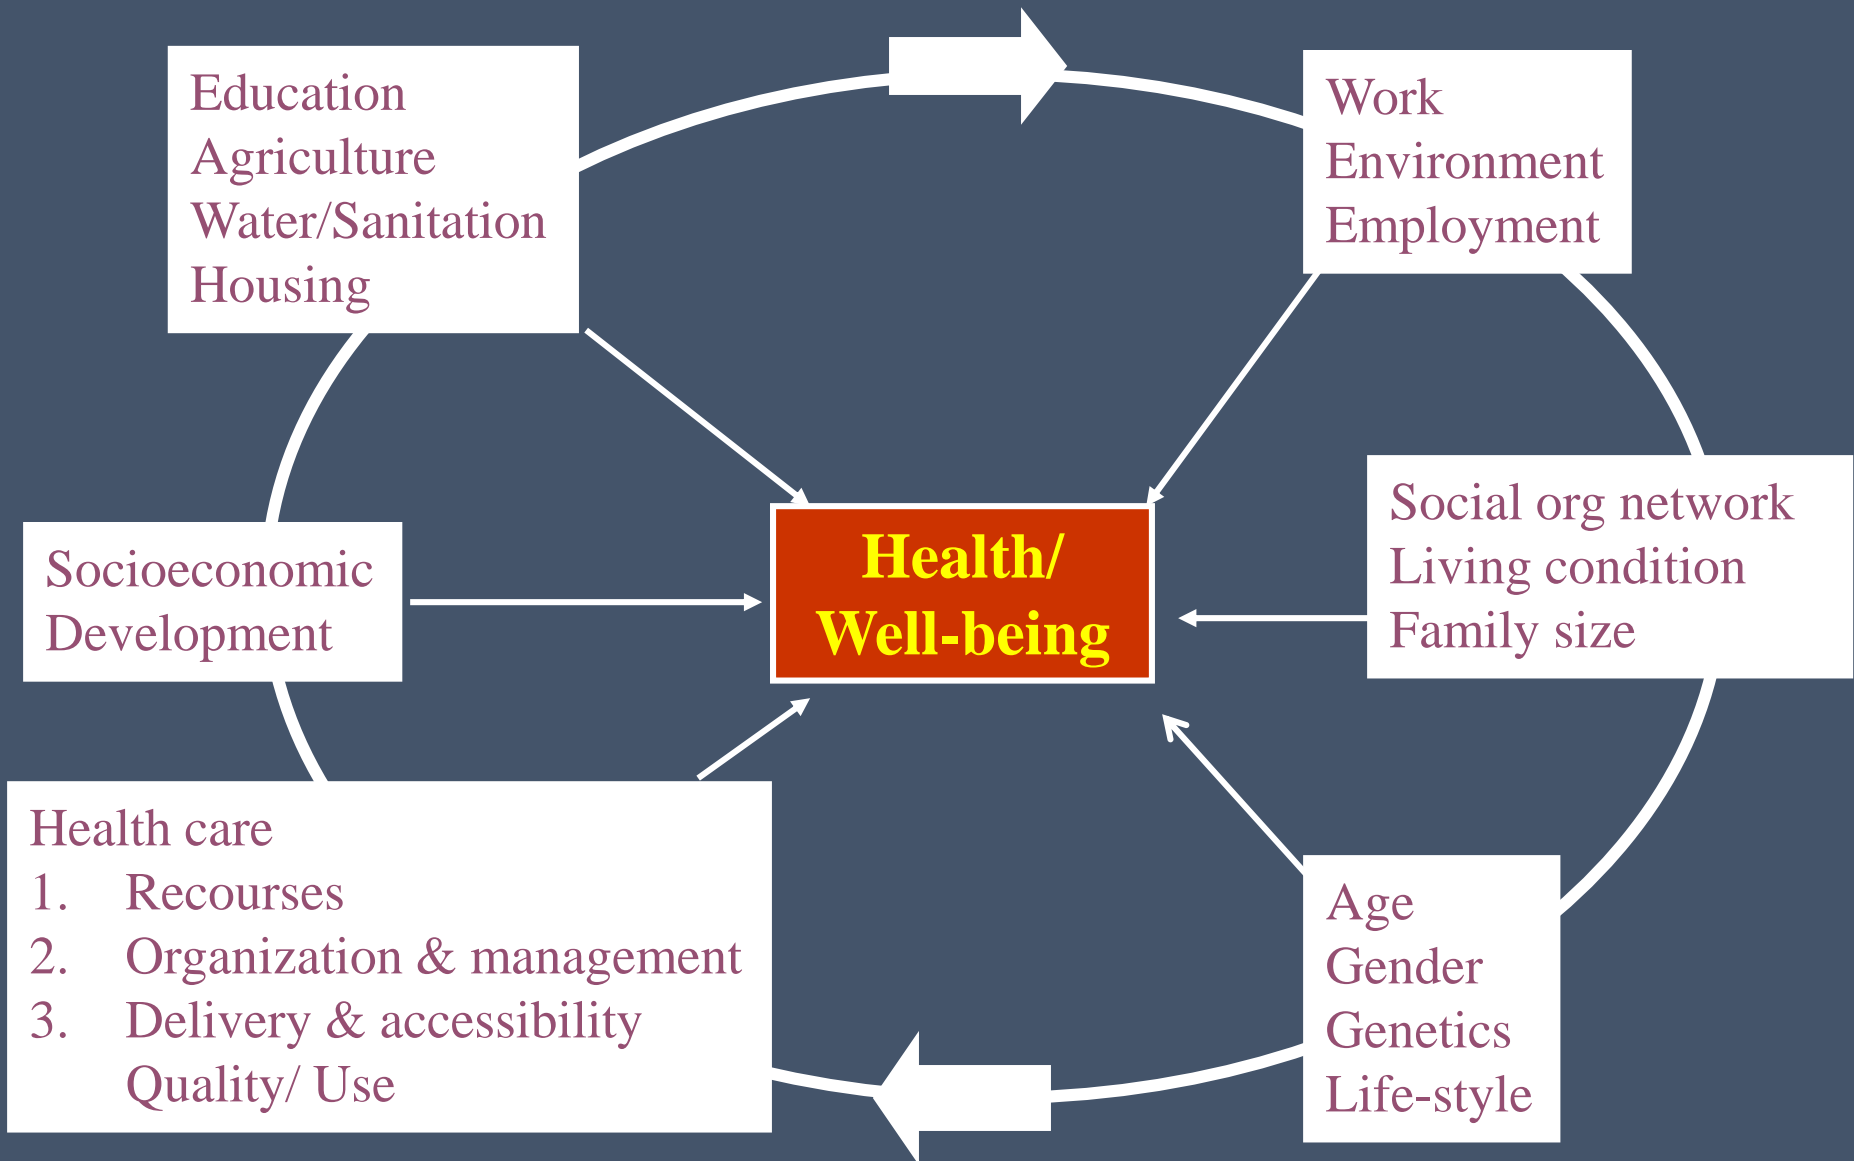 Education
Agriculture
Water/Sanitation
Housing
Work
Environment
Employment
Socioeconomic
Development
Health/
Well-being
Social org network
Living condition
Family size
Health care
1. Recourses
2. Organization & management
3. Delivery & accessibility
Quality/ Use
Age
Gender
Genetics
Life-style